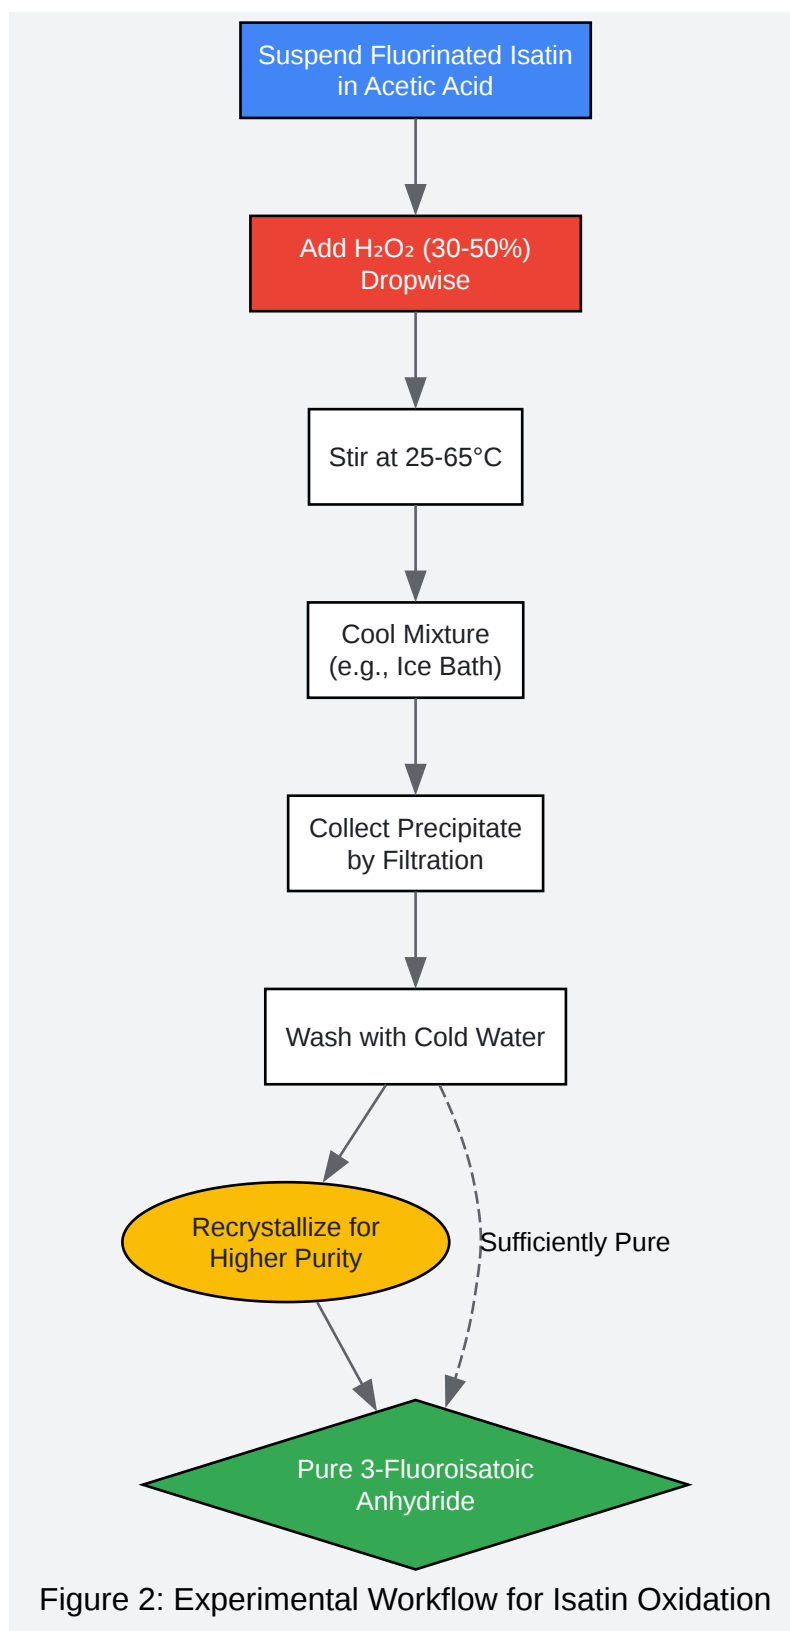 Suspend Fluorinated Isatin
in Acetic Acid
Add H₂O₂ (30-50%)
Dropwise
Stir at 25-65°C
Cool Mixture
(e.g., Ice Bath)
Collect Precipitate
by Filtration
Wash with Cold Water
Recrystallize for
Higher Purity
Sufficiently Pure
Pure 3-Fluoroisatoic
Anhydride
Figure 2: Experimental Workflow for Isatin Oxidation